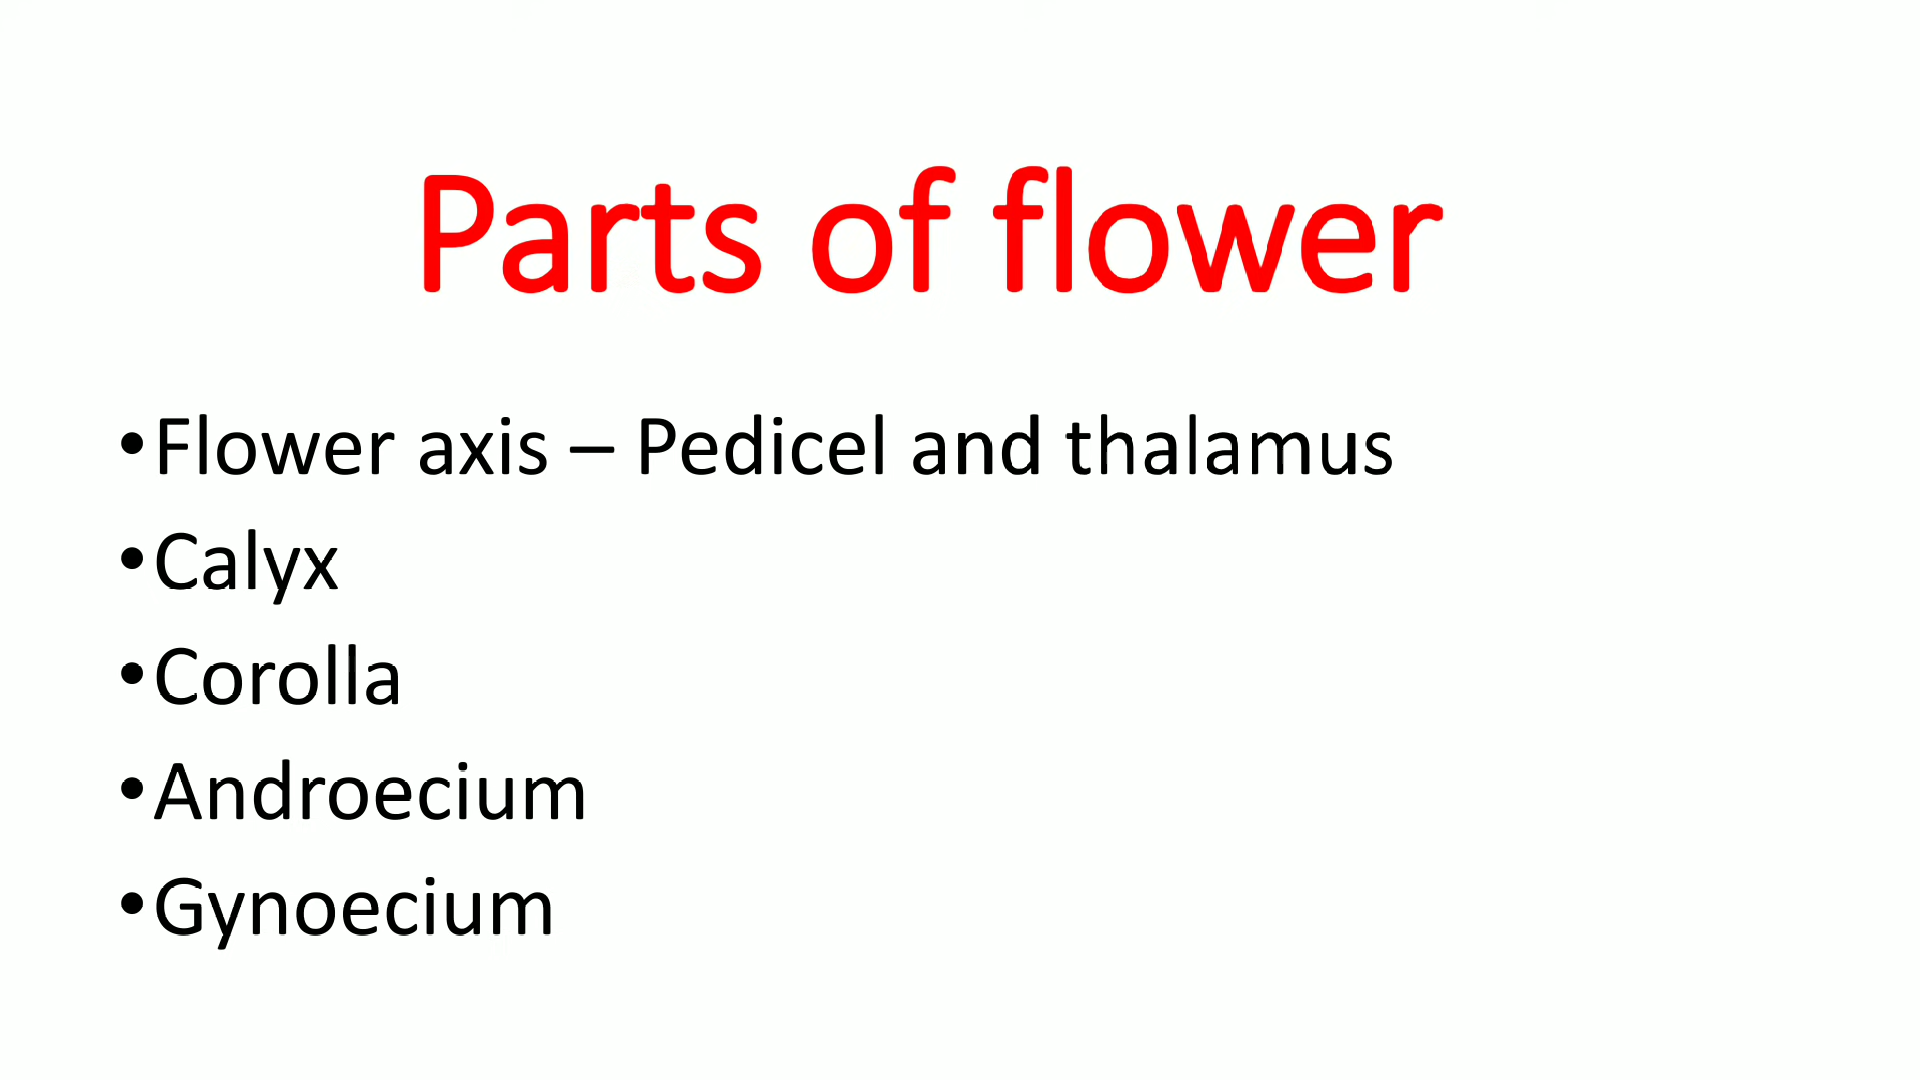 Parts of flower
•Flower axis – Pedicel and thalamus
•Calyx
•Corolla
•Androecium
•Gynoecium